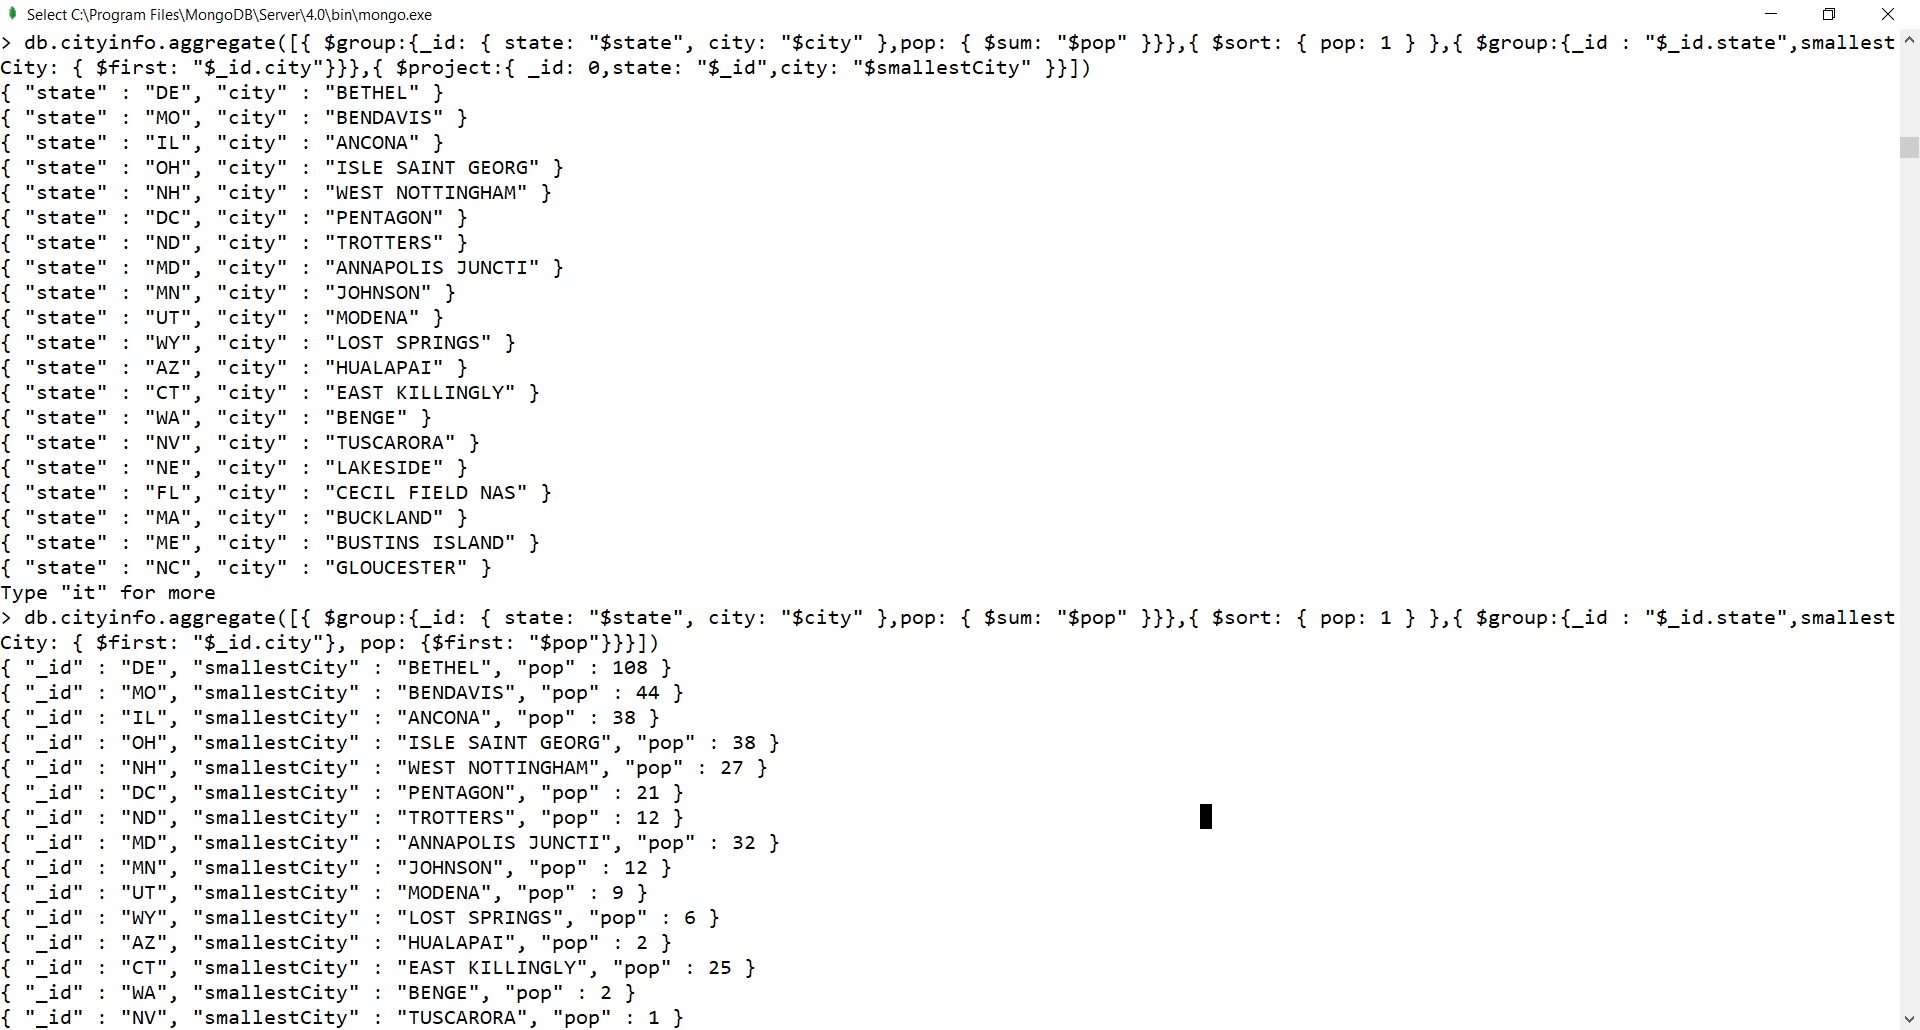 Select C:\Program Files\MongoDB\Server\4.0\bin\mongo.exe
> db.cityinfo.aggregate([{ $group:{_id: { state: "$state", city: "$city" },pop: { $sum: "$pop" }}},{ $sort: { pop: 1 } },{ $group:{_id : "$_id.state",smallest
City: { $first: "$_id.city"}}},{ $project:{ _id: 0,state: "$_id",city: "$smallestCity" }}])
{ "state" : "DE", "city" : "BETHEL" }
{ "state" : "MO", "city" : "BENDAVIS" }
{ "state" : "IL", "city" : "ANCONA" }
{ "state" : "OH", "city" : "ISLE SAINT GEORG" }
{ "state" : "NH", "city" : "WEST NOTTINGHAM" }
{ "state" : "DC", "city" : "PENTAGON" }
{ "state" : "ND", "city" : "TROTTERS" }
{ "state" : "MD", "city" : "ANNAPOLIS JUNCTI" }
{ "state" : "MN", "city" : "JOHNSON" }
{ "state" : "UT", "city" : "MODENA" }
{ "state" : "WY", "city" : "LOST SPRINGS" }
{ "state" : "AZ", "city" : "HUALAPAI" }
{ "state" : "CT", "city" : "EAST KILLINGLY" }
{ "state" : "WA", "city" : "BENGE" }
{ "state" : "NV", "city" : "TUSCARORA" }
{ "state" : "NE", "city" : "LAKESIDE" }
{ "state" : "FL", "city" : "CECIL FIELD NAS" }
{ "state" : "MA", "city" : "BUCKLAND" }
{ "state" : "ME", "city" : "BUSTINS ISLAND" }
{ "state" : "NC", "city" : "GLOUCESTER" }
Type "it" for more
> db.cityinfo.aggregate([{ $group:{_id: { state: "$state", city: "$city" },pop: { $sum: "$pop" }}},{ $sort: { pop: 1 } },{ $group:{_id : "$_id.state",smallest
City: { $first: "$_id.city"}, pop: {$first: "$pop"}}}])
{ "_id" : "DE", "smallestCity" : "BETHEL", "pop" : 108 }
{ "_id" : "MO", "smallestCity" : "BENDAVIS", "pop" : 44 }
{ "_id" : "IL", "smallestCity" : "ANCONA", "pop" : 38 }
{ "_id" : "OH", "smallestCity" : "ISLE SAINT GEORG", "pop" : 38 }
{ "_id" : "NH", "smallestCity" : "WEST NOTTINGHAM", "pop" : 27 }
{ "_id" : "DC", "smallestCity" : "PENTAGON", "pop" : 21 }
{ "_id" : "ND", "smallestCity" : "TROTTERS", "pop" : 12 }
{ "_id" : "MD", "smallestCity" : "ANNAPOLIS JUNCTI", "pop" : 32 }
{ "_id" : "MN", "smallestCity" : "JOHNSON", "pop" : 12 }
{ "_id" : "UT", "smallestCity" : "MODENA", "pop" : 9 }
{ "_id" : "WY", "smallestCity" : "LOST SPRINGS", "pop" : 6 }
{ "_id" : "AZ", "smallestCity" : "HUALAPAI", "pop" : 2 }
{ "_id" : "CT", "smallestCity" : "EAST KILLINGLY", "pop" : 25 }
{ "_id" : "WA", "smallestCity" : "BENGE", "pop" : 2 }
{ "_id" : "NV", "smallestCity" : "TUSCARORA", "pop" : 1 }